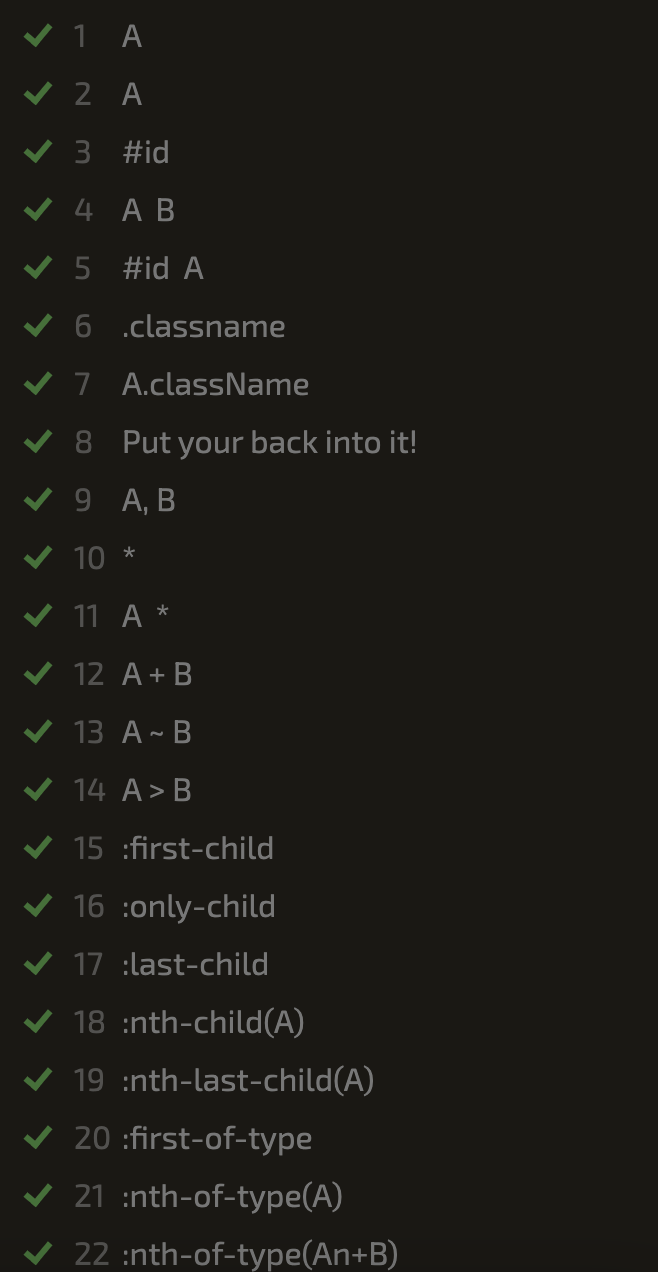 1 A
2 A
3 #id
4 A B
5 #id A
6 .classname
7 A.className
8 Put your back into it!
9 A, B
10 *
11 A *
12 A + B
13 A ~ B
14 A > B
15 :first-child
16 :only-child
17 :last-child
18 :nth-child(A)
19 :nth-last-child(A)
20 :first-of-type
21 :nth-of-type(A)
22 :nth-of-type(An+B)